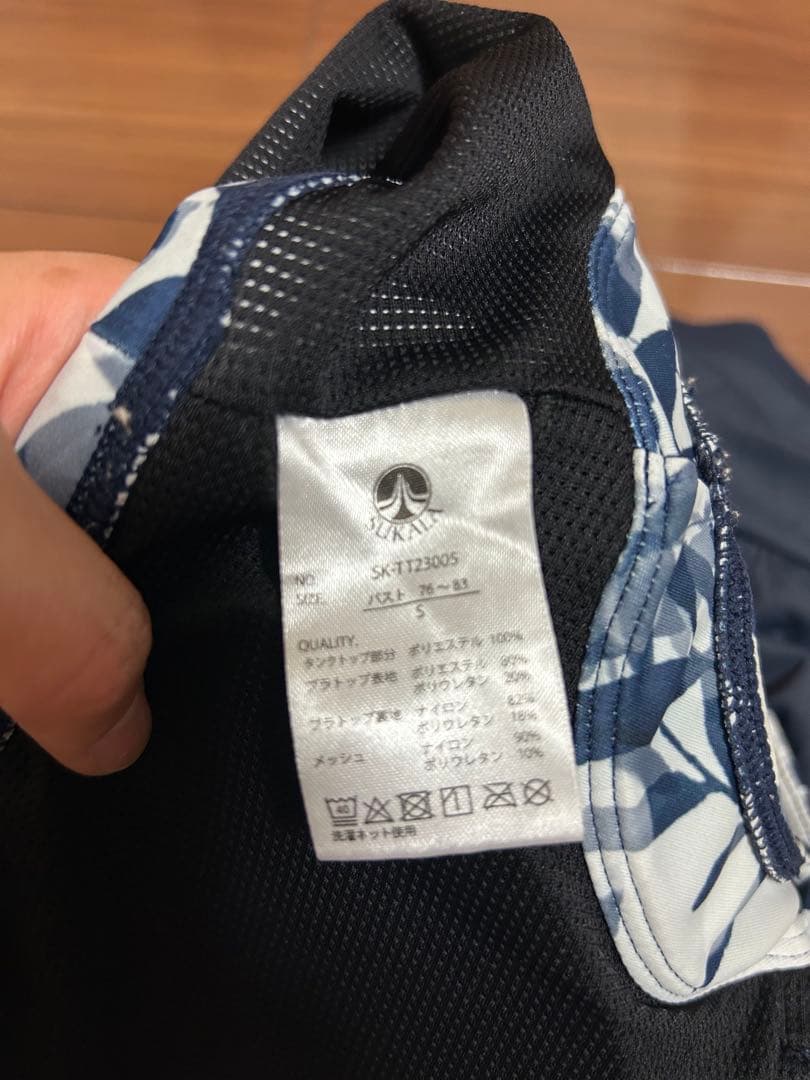 SUKALA
NO. SK-TT23005
SIZE. バスト 76～83
S
QUALITY.
タンクトップ部分 ポリエステル 100%
ブラトップ表地 ポリエステル 80%
ポリウレタン 20%
ブラトップ裏地 ナイロン 82%
ポリウレタン 18%
メッシュ ナイロン 90%
ポリウレタン 10%
40
洗濯ネット使用